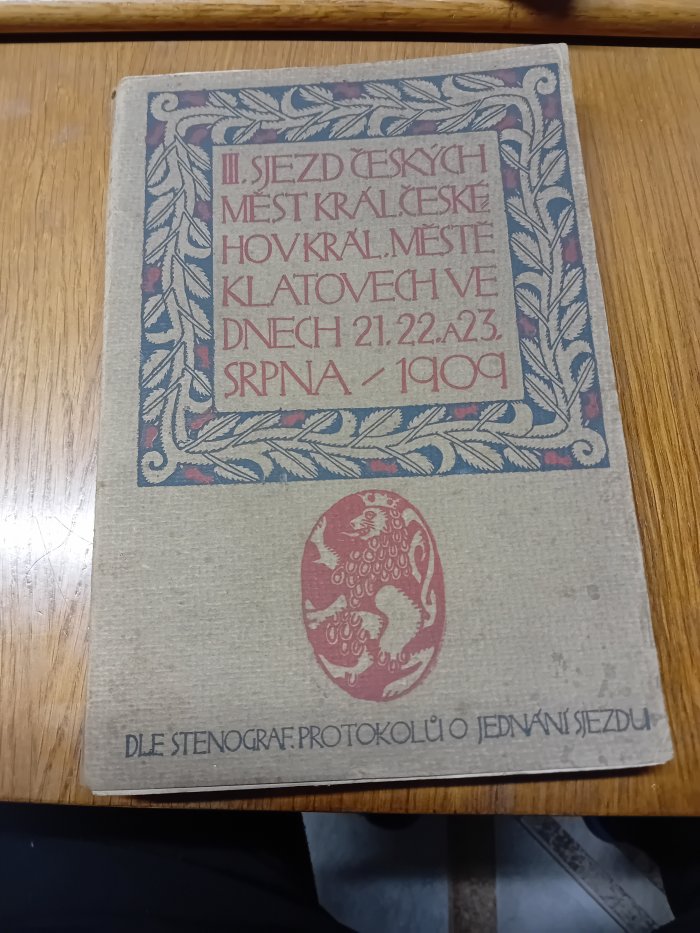 III. SJEZD ČESKÝCH
MĚST KRÁL. ČESKÉ
HO V KRÁL. MĚSTĚ
KLATOVECH VE
DNECH 21. 22. A 23.
SRPNA / 1909
DLE STENOGRAF. PROTOKOLŮ O JEDNÁNÍ SJEZDU